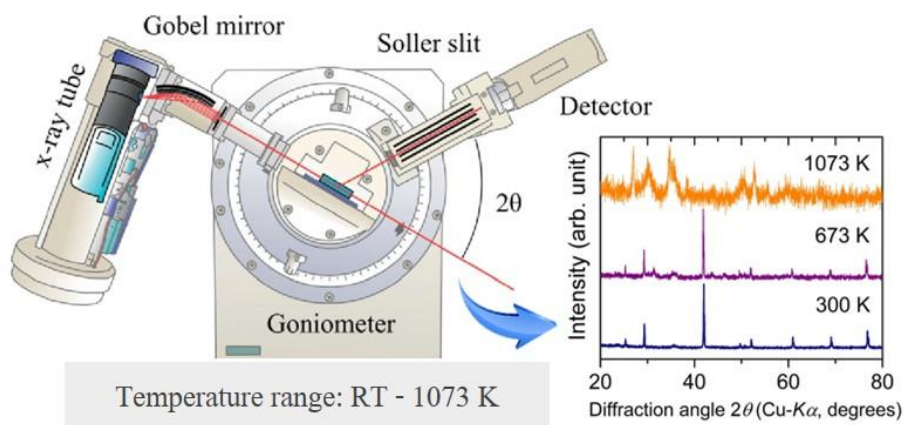 Gobel mirror
Soller slit
x-ray tube
Detector
2θ
Goniometer
Temperature range: RT - 1073 K
Intensity (arb. unit)
1073 K
673 K
300 K
20 40 60 80
Diffraction angle 2θ (Cu-Kα, degrees)